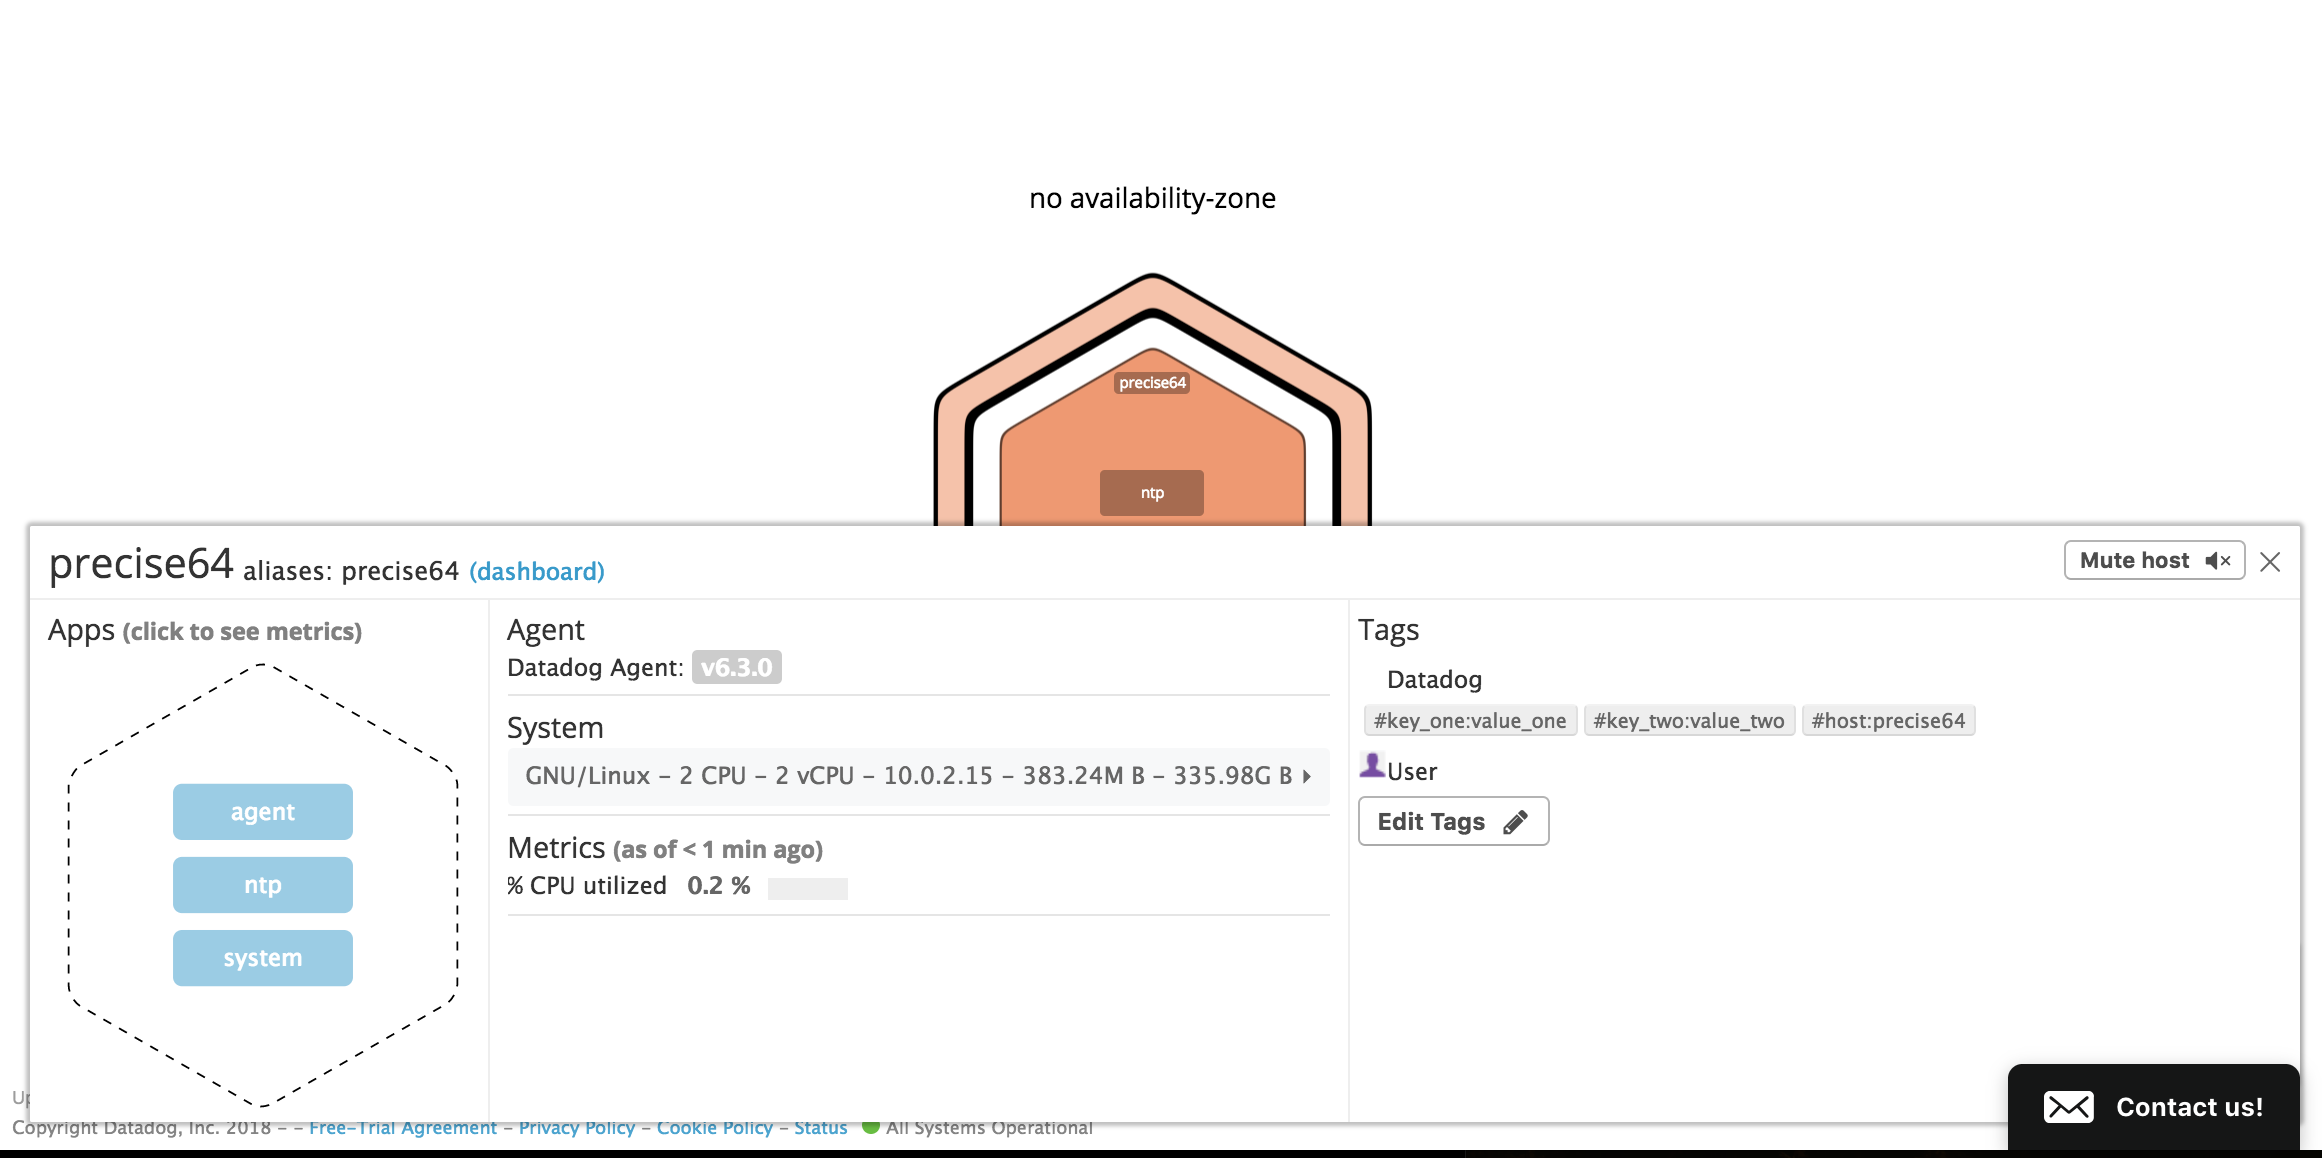 no availability-zone
precise64
ntp
precise64 aliases: precise64 (dashboard)
Mute host
Apps (click to see metrics)
agent
ntp
system
Agent
Datadog Agent: v6.3.0
System
GNU/Linux – 2 CPU – 2 vCPU – 10.0.2.15 – 383.24M B – 335.98G B
Metrics (as of < 1 min ago)
% CPU utilized 0.2 %
Tags
Datadog
#key_one:value_one #key_two:value_two #host:precise64
User
Edit Tags
Contact us!
Copyright Datadog, Inc. 2018 – – Free-Trial Agreement – Privacy Policy – Cookie Policy – Status All Systems Operational